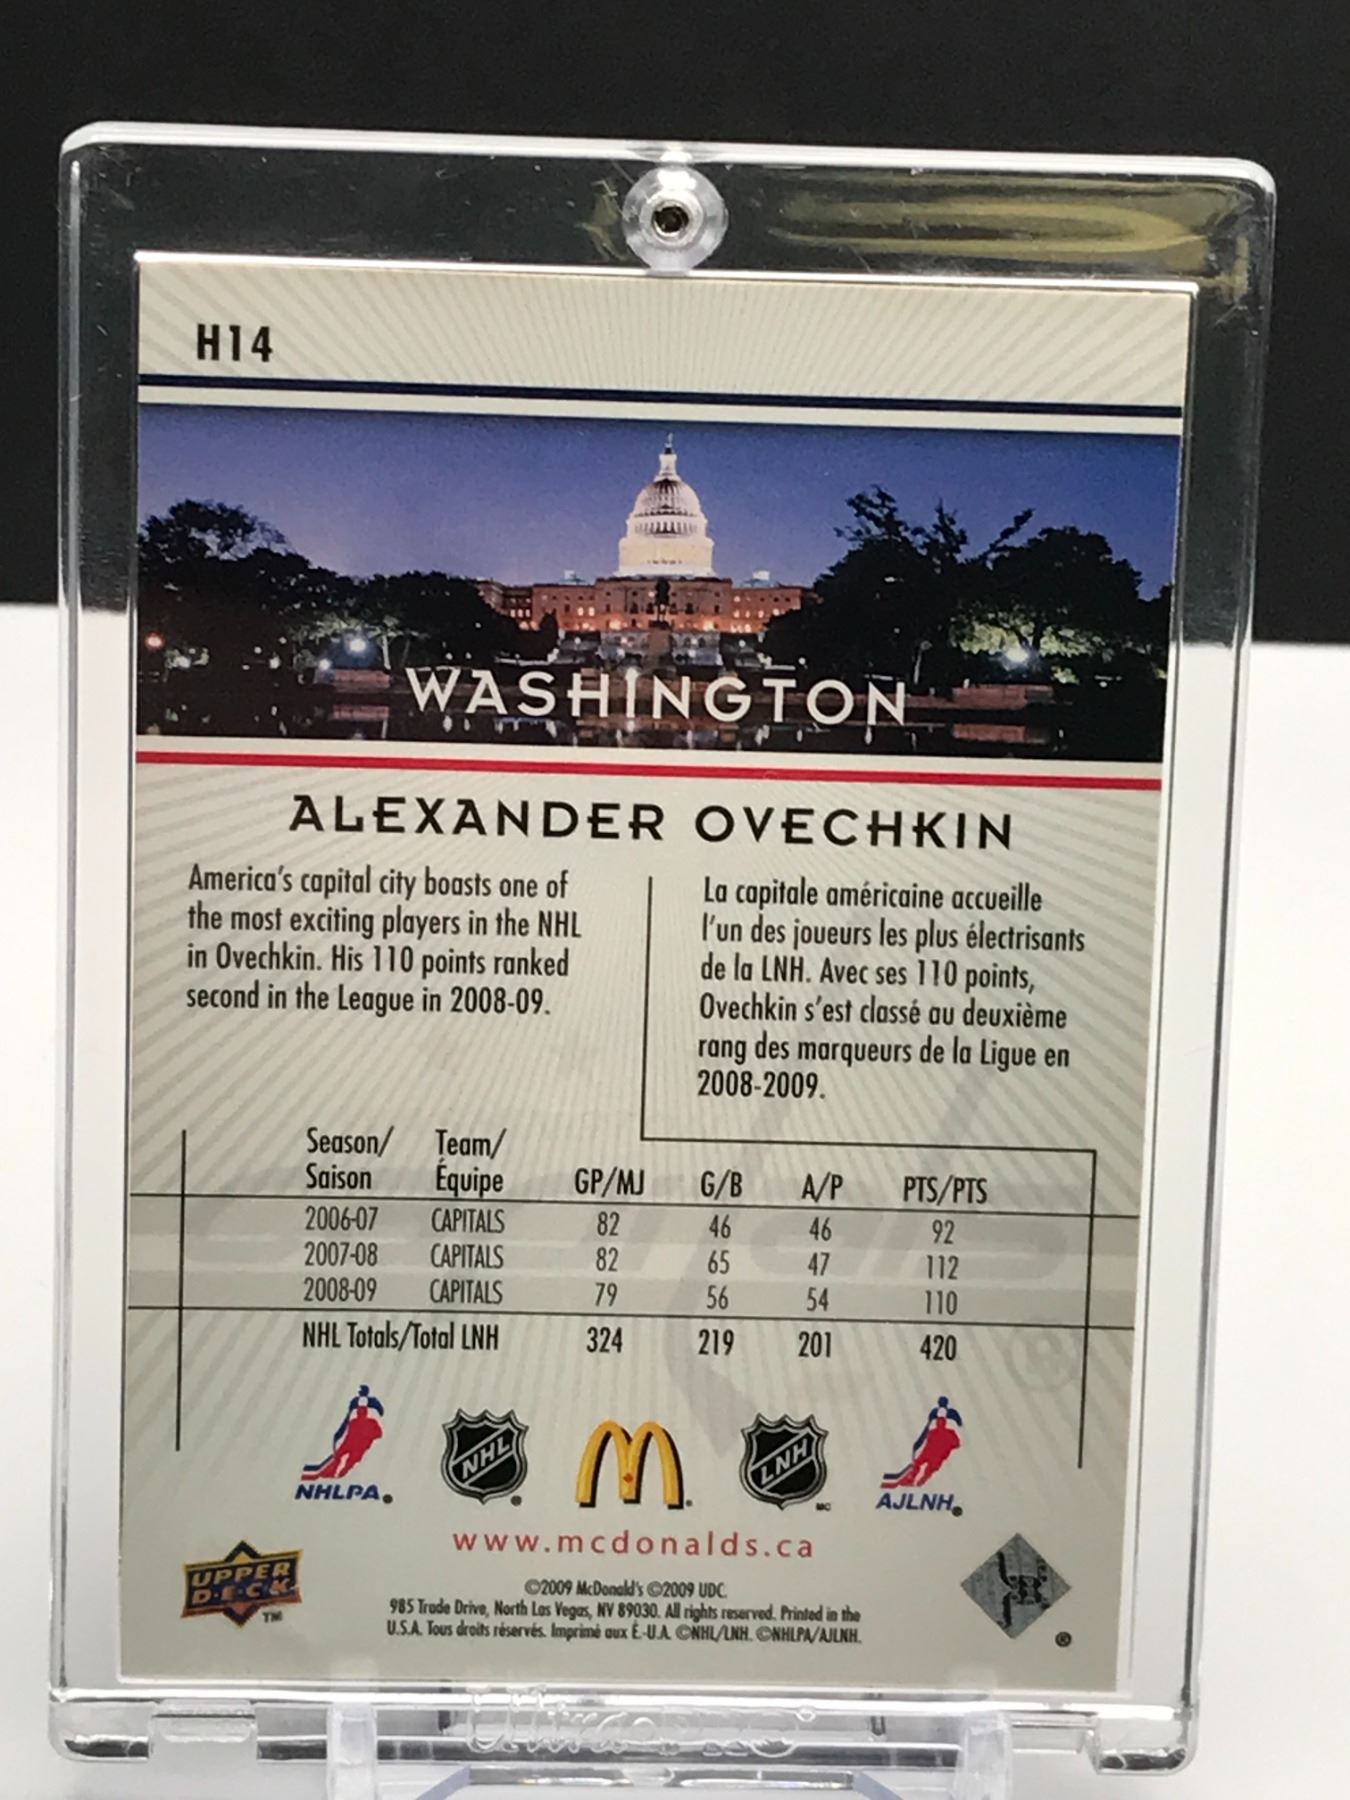 H14
WASHINGTON
ALEXANDER OVECHKIN
America's capital city boasts one of
the most exciting players in the NHL
in Ovechkin. His 110 points ranked
second in the League in 2008-09.
La capitale américaine accueille
l'un des joueurs les plus électrisants
de la LNH. Avec ses 110 points,
Ovechkin s'est classé au deuxième
rang des marqueurs de la Ligue en
2008-2009.
Season/ Team/
Saison Équipe GP/MJ G/B A/P PTS/PTS
2006-07 CAPITALS 82 46 46 92
2007-08 CAPITALS 82 65 47 112
2008-09 CAPITALS 79 56 54 110
NHL Totals/Total LNH 324 219 201 420
NHL LNH
NHLPA® ® ® MC AJLNH®
www.mcdonalds.ca
UPPER
D·E·C·K
TM
©2009 McDonald's ©2009 UDC.
985 Trade Drive, North Las Vegas, NV 89030. All rights reserved. Printed in the
U.S.A. Tous droits réservés. Imprimé aux É.-U.A. ©NHL/LNH. ©NHLPA/AJLNH.
®
Ultra·PRO